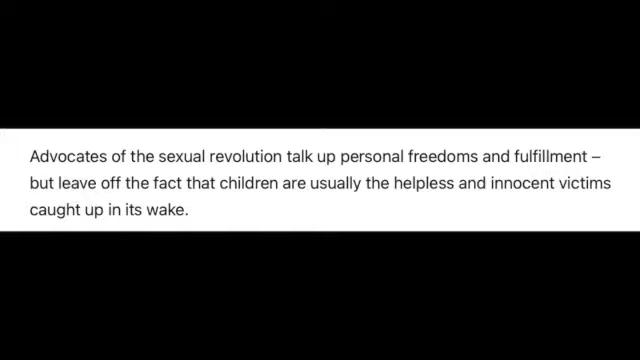 Advocates of the sexual revolution talk up personal freedoms and fulfillment –
but leave off the fact that children are usually the helpless and innocent victims
caught up in its wake.